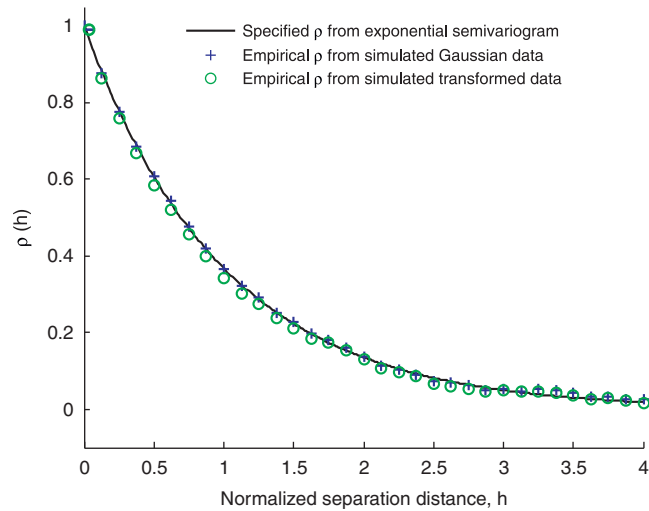 Specified ρ from exponential semivariogram
Empirical ρ from simulated Gaussian data
Empirical ρ from simulated transformed data
1
0.8
0.6
0.4
0.2
0
ρ (h)
0 0.5 1 1.5 2 2.5 3 3.5 4
Normalized separation distance, h